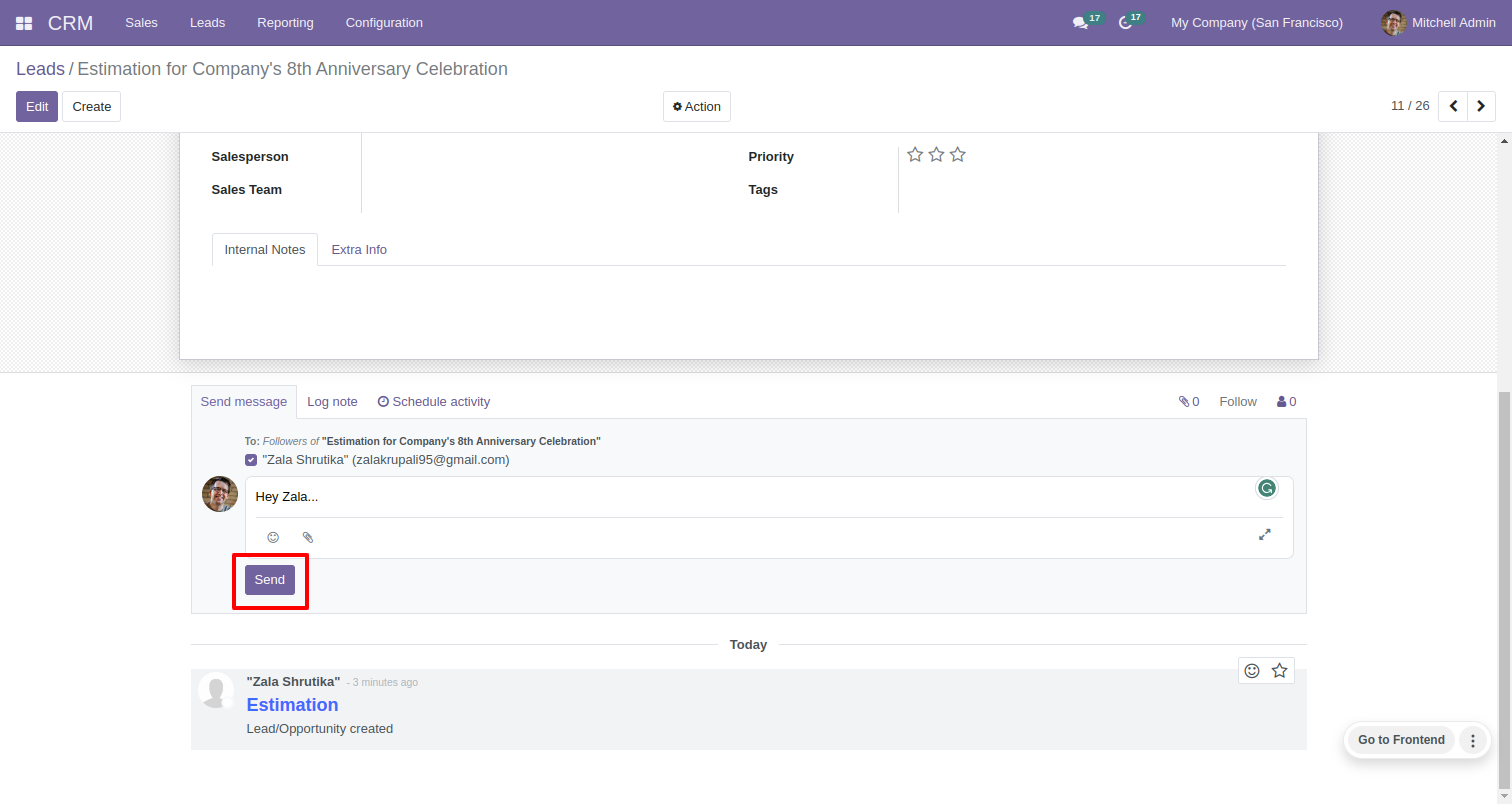 CRM Sales Leads Reporting Configuration 17 17 My Company (San Francisco) Mitchell Admin
Leads / Estimation for Company's 8th Anniversary Celebration
Edit Create Action 11 / 26
Salesperson Priority
Sales Team Tags
Internal Notes Extra Info
Send message Log note Schedule activity 0 Follow 0
To: Followers of "Estimation for Company's 8th Anniversary Celebration"
"Zala Shrutika" (zalakrupali95@gmail.com)
Hey Zala...
Send
Today
"Zala Shrutika" - 3 minutes ago
Estimation
Lead/Opportunity created
Go to Frontend